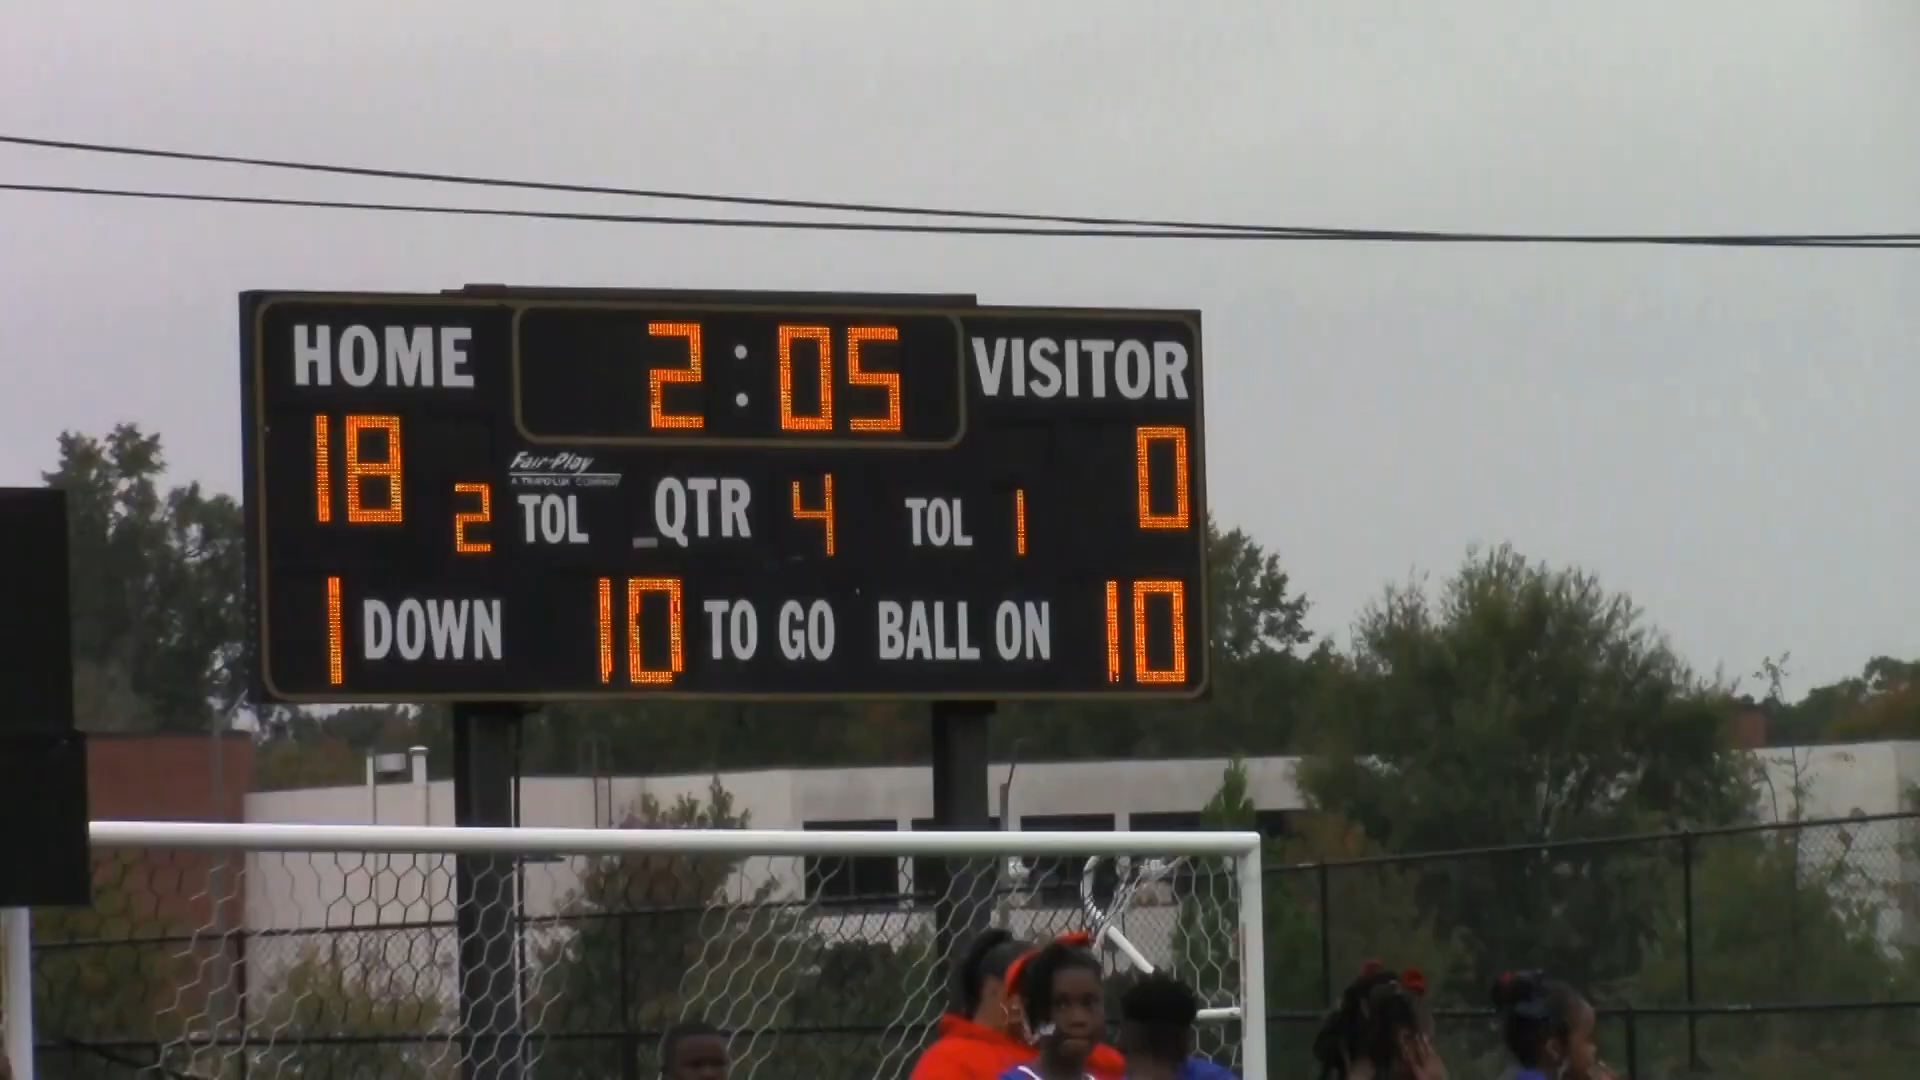 HOME 2:05 VISITOR
18 0
Fair-Play
2 TOL QTR 4 TOL 1
1 DOWN 10 TO GO BALL ON 10